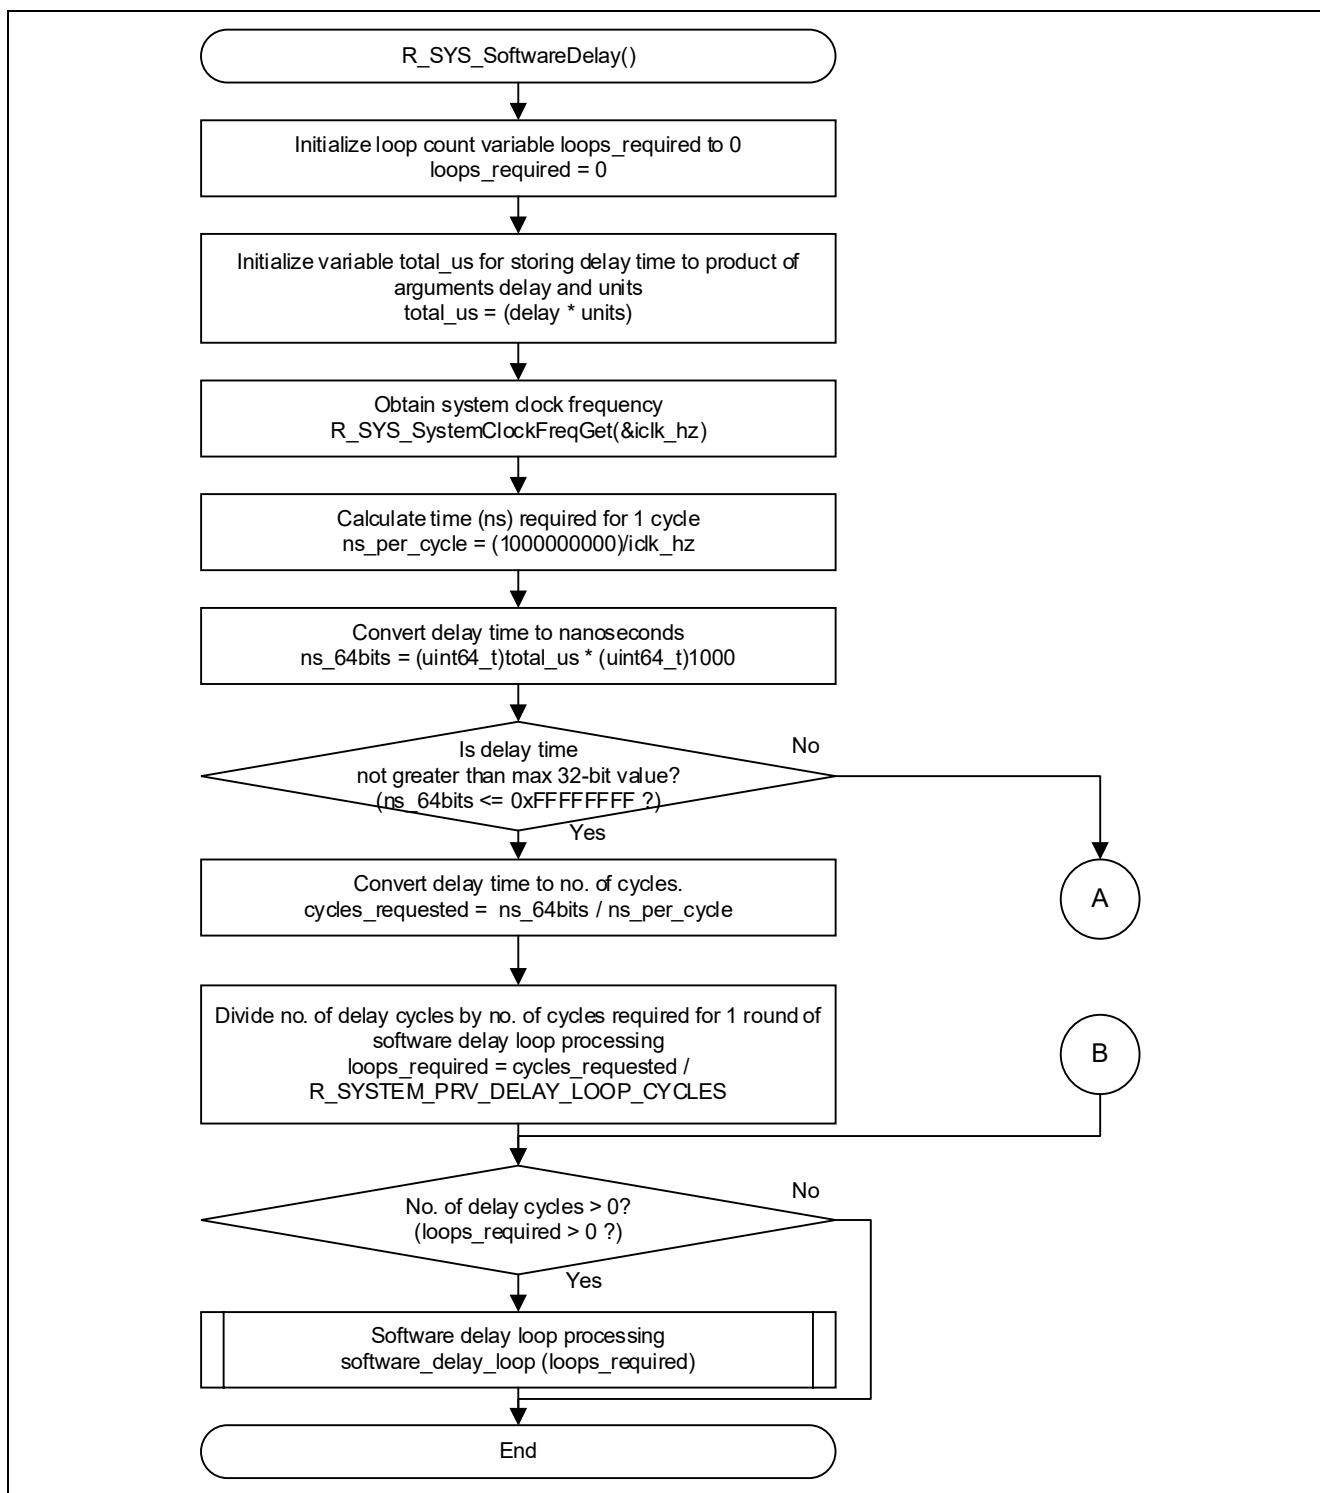 R_SYS_SoftwareDelay()
Initialize loop count variable loops_required to 0
loops_required = 0
Initialize variable total_us for storing delay time to product of
arguments delay and units
total_us = (delay * units)
Obtain system clock frequency
R_SYS_SystemClockFreqGet(&iclk_hz)
Calculate time (ns) required for 1 cycle
ns_per_cycle = (1000000000)/iclk_hz
Convert delay time to nanoseconds
ns_64bits = (uint64_t)total_us * (uint64_t)1000
Is delay time
not greater than max 32-bit value?
(ns_64bits <= 0xFFFFFFFF ?)
No
Yes
Convert delay time to no. of cycles.
cycles_requested = ns_64bits / ns_per_cycle
A
Divide no. of delay cycles by no. of cycles required for 1 round of
software delay loop processing
loops_required = cycles_requested /
R_SYSTEM_PRV_DELAY_LOOP_CYCLES
B
No. of delay cycles > 0?
(loops_required > 0 ?)
No
Yes
Software delay loop processing
software_delay_loop (loops_required)
End